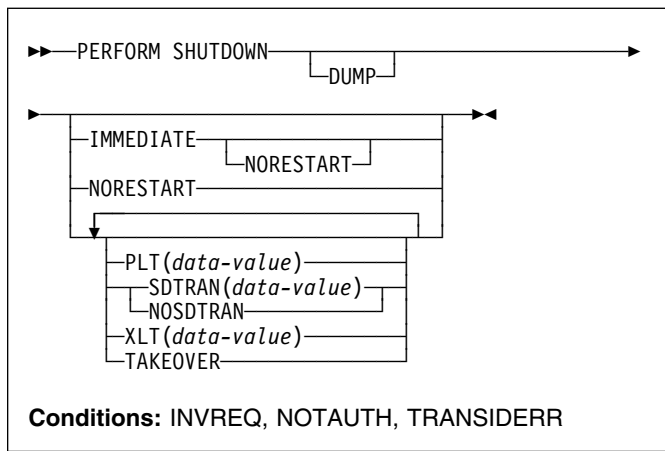 PERFORM SHUTDOWN
DUMP
IMMEDIATE
NORESTART
NORESTART
PLT(data-value)
SDTRAN(data-value)
NOSDTRAN
XLT(data-value)
TAKEOVER
Conditions: INVREQ, NOTAUTH, TRANSIDERR